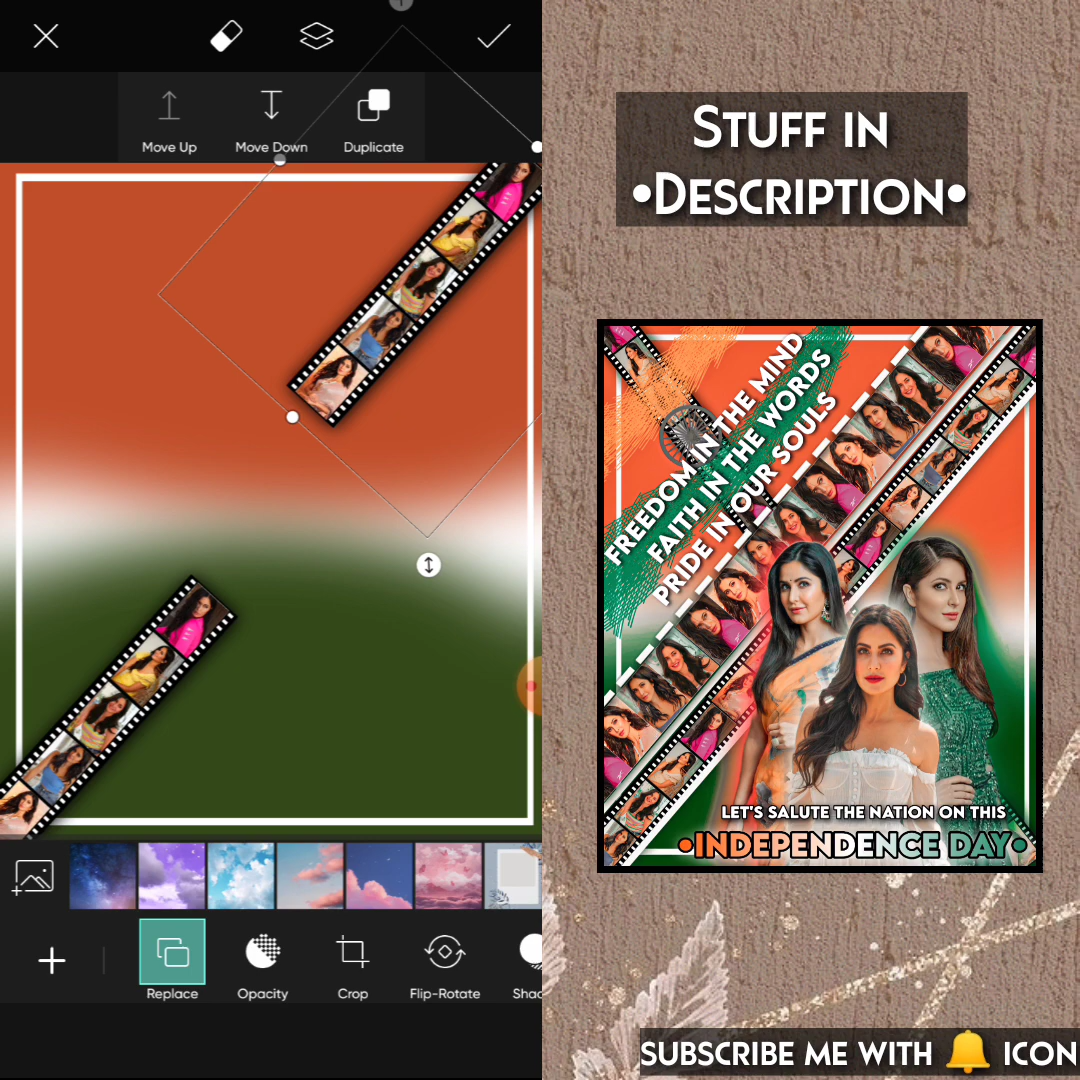 Move Up
Move Down
Duplicate
Replace
Opacity
Crop
Flip-Rotate
Shad
STUFF IN
•DESCRIPTION•
FREEDOM IN THE MIND
FAITH IN THE WORDS
PRIDE IN OUR SOULS
LET'S SALUTE THE NATION ON THIS
•INDEPENDENCE DAY•
SUBSCRIBE ME WITH 🔔 ICON